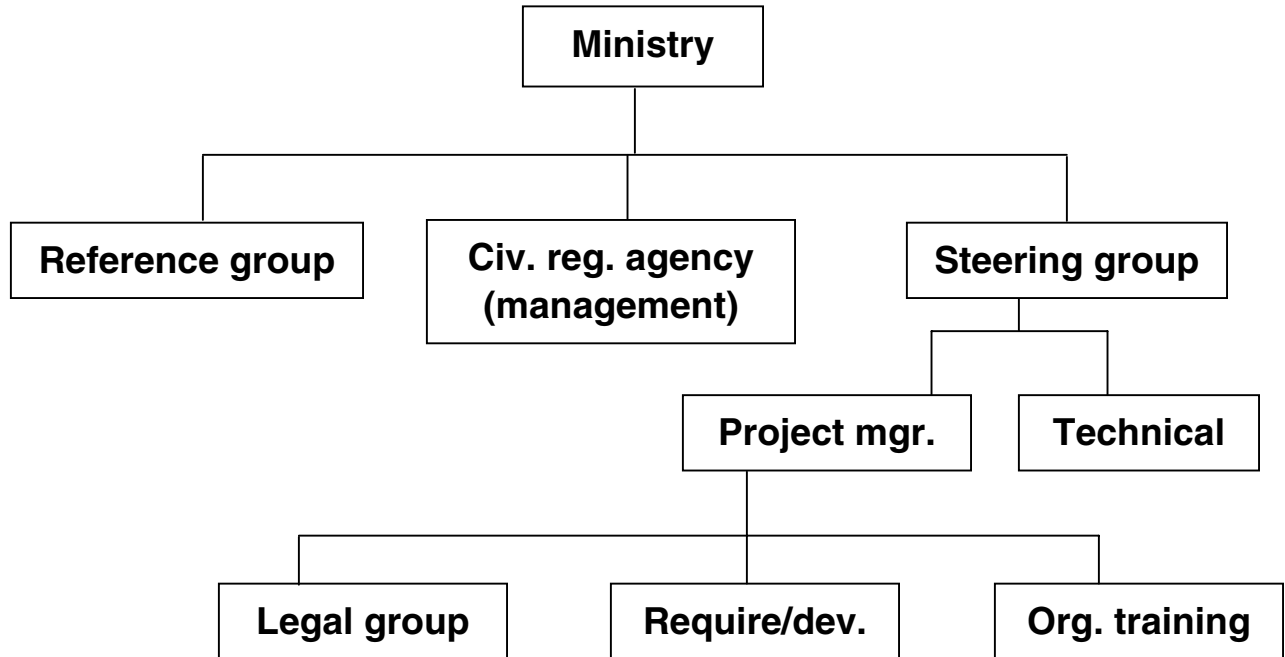 Ministry
Reference group
Civ. reg. agency
(management)
Steering group
Project mgr.
Technical
Legal group
Require/dev.
Org. training